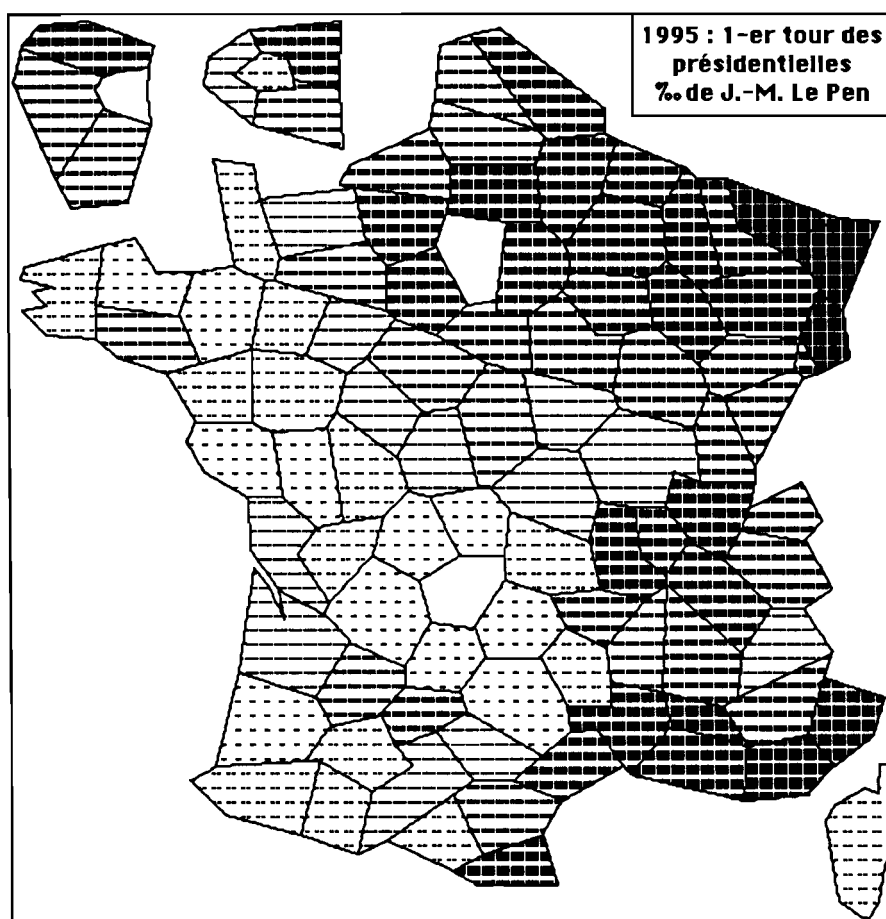 1995 : 1-er tour des
présidentielles
‰ de J.-M. Le Pen